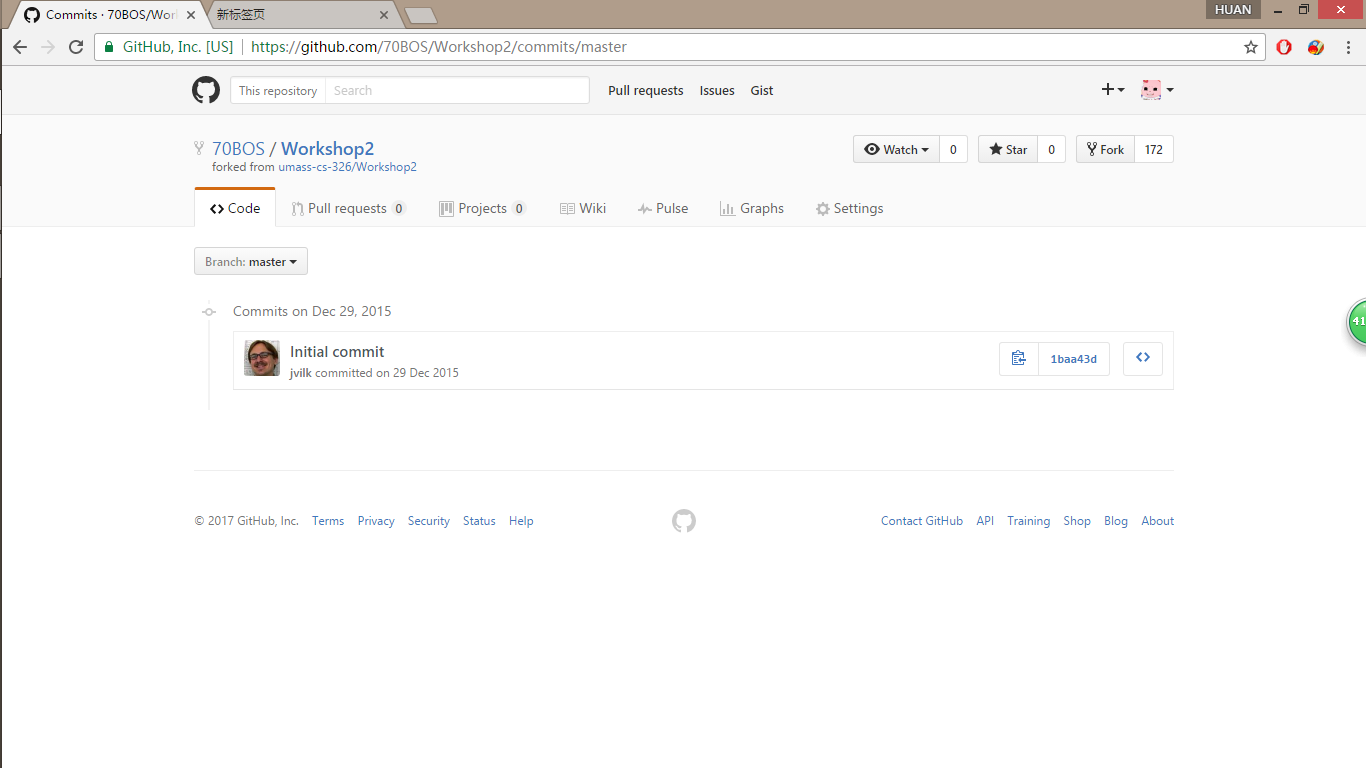 Commits · 70BOS/Wor
新标签页
HUAN
GitHub, Inc. [US] https://github.com/70BOS/Workshop2/commits/master
This repository Search Pull requests Issues Gist
70BOS / Workshop2 Watch 0 Star 0 Fork 172
forked from umass-cs-326/Workshop2
Code Pull requests 0 Projects 0 Wiki Pulse Graphs Settings
Branch: master
Commits on Dec 29, 2015
Initial commit
jvilk committed on 29 Dec 2015
1baa43d
41
© 2017 GitHub, Inc. Terms Privacy Security Status Help Contact GitHub API Training Shop Blog About